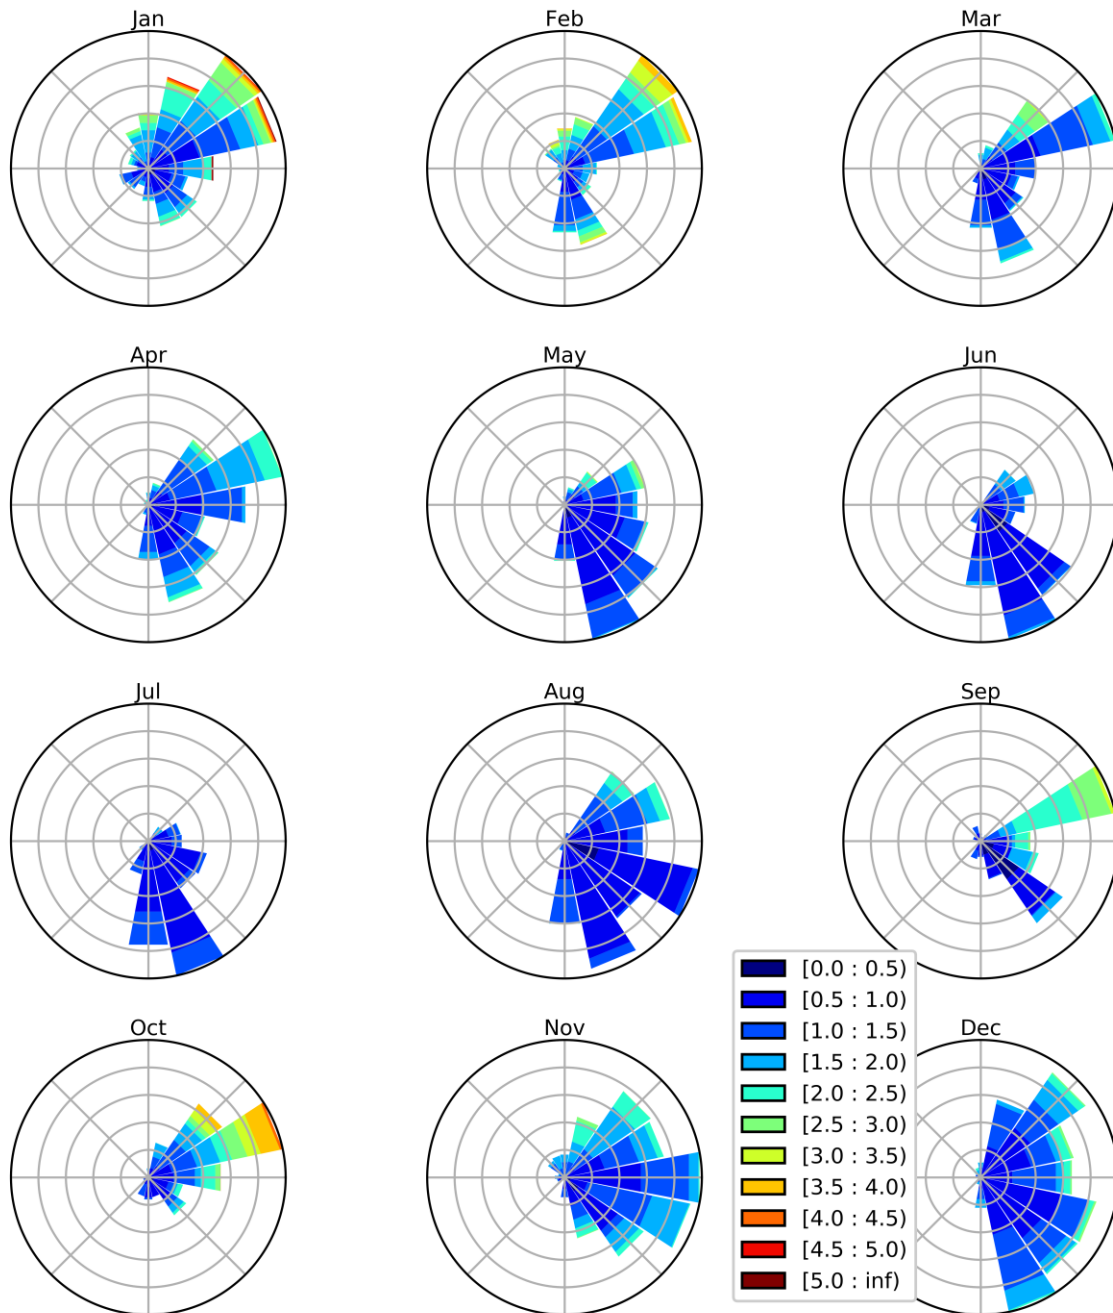 Jan
Feb
Mar
Apr
May
Jun
Jul
Aug
Sep
Oct
Nov
Dec
[0.0 : 0.5)
[0.5 : 1.0)
[1.0 : 1.5)
[1.5 : 2.0)
[2.0 : 2.5)
[2.5 : 3.0)
[3.0 : 3.5)
[3.5 : 4.0)
[4.0 : 4.5)
[4.5 : 5.0)
[5.0 : inf)